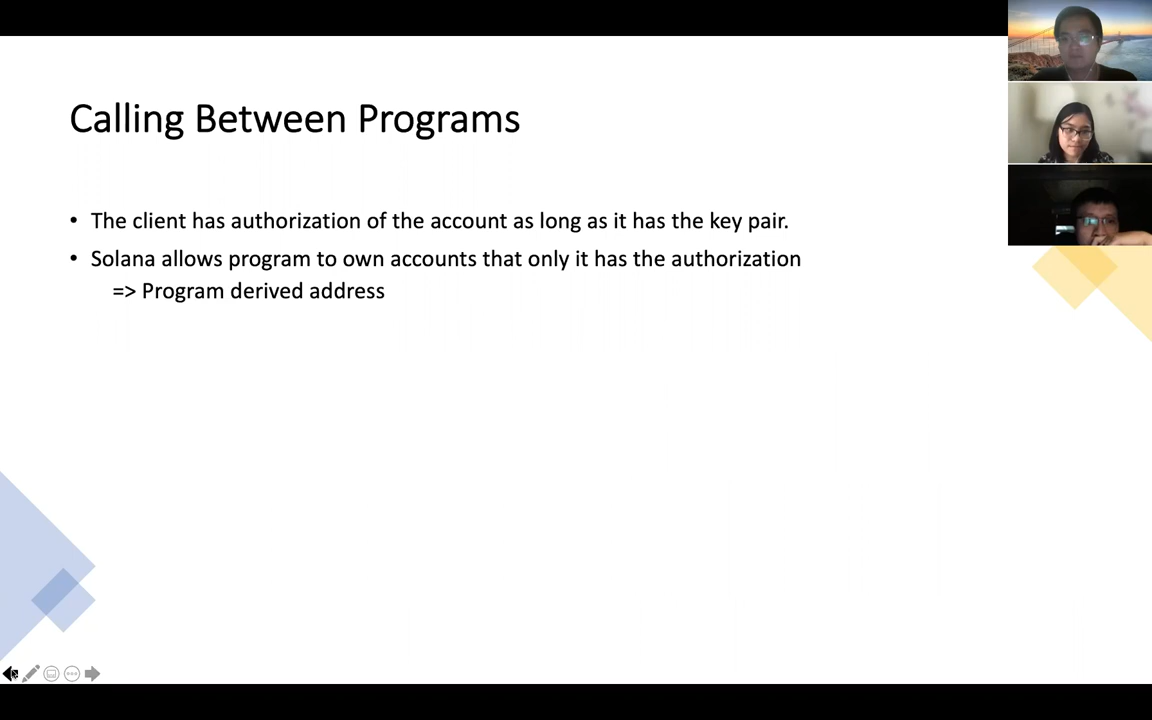 Calling Between Programs
• The client has authorization of the account as long as it has the key pair.
• Solana allows program to own accounts that only it has the authorization
=> Program derived address